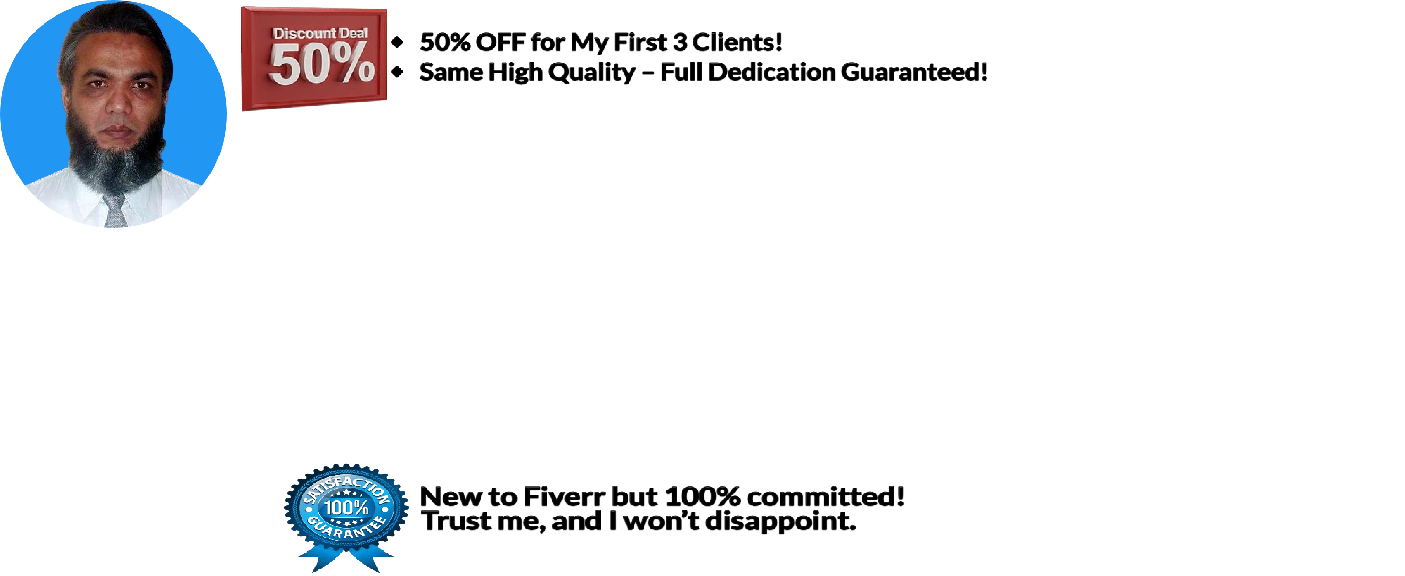 Discount Deal
50%
50% OFF for My First 3 Clients!
Same High Quality – Full Dedication Guaranteed!
SATISFACTION
100%
GUARANTEE
New to Fiverr but 100% committed!
Trust me, and I won’t disappoint.